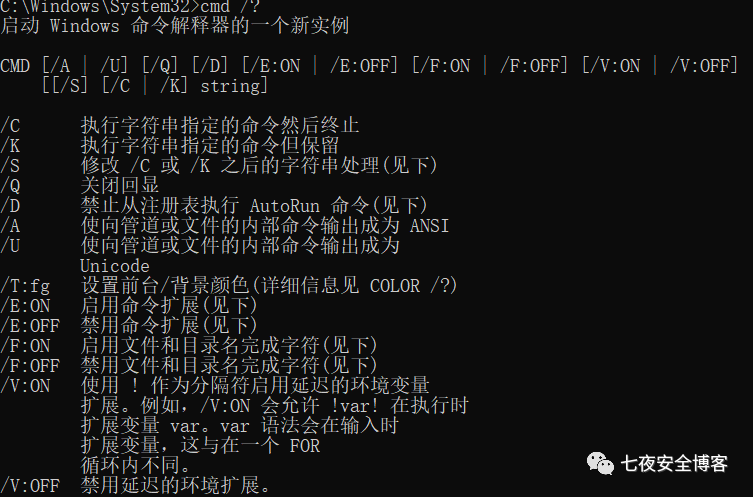 C:\Windows\System32>cmd /?
启动 Windows 命令解释器的一个新实例
CMD [/A | /U] [/Q] [/D] [/E:ON | /E:OFF] [/F:ON | /F:OFF] [/V:ON | /V:OFF]
[[/S] [/C | /K] string]
/C 执行字符串指定的命令然后终止
/K 执行字符串指定的命令但保留
/S 修改 /C 或 /K 之后的字符串处理(见下)
/Q 关闭回显
/D 禁止从注册表执行 AutoRun 命令(见下)
/A 使向管道或文件的内部命令输出成为 ANSI
/U 使向管道或文件的内部命令输出成为
Unicode
/T:fg 设置前台/背景颜色(详细信息见 COLOR /?)
/E:ON 启用命令扩展(见下)
/E:OFF 禁用命令扩展(见下)
/F:ON 启用文件和目录名完成字符(见下)
/F:OFF 禁用文件和目录名完成字符(见下)
/V:ON 使用 ! 作为分隔符启用延迟的环境变量
扩展。例如，/V:ON 会允许 !var! 在执行时
扩展变量 var。var 语法会在输入时
扩展变量，这与在一个 FOR
循环内不同。
/V:OFF 禁用延迟的环境扩展。
七夜安全博客